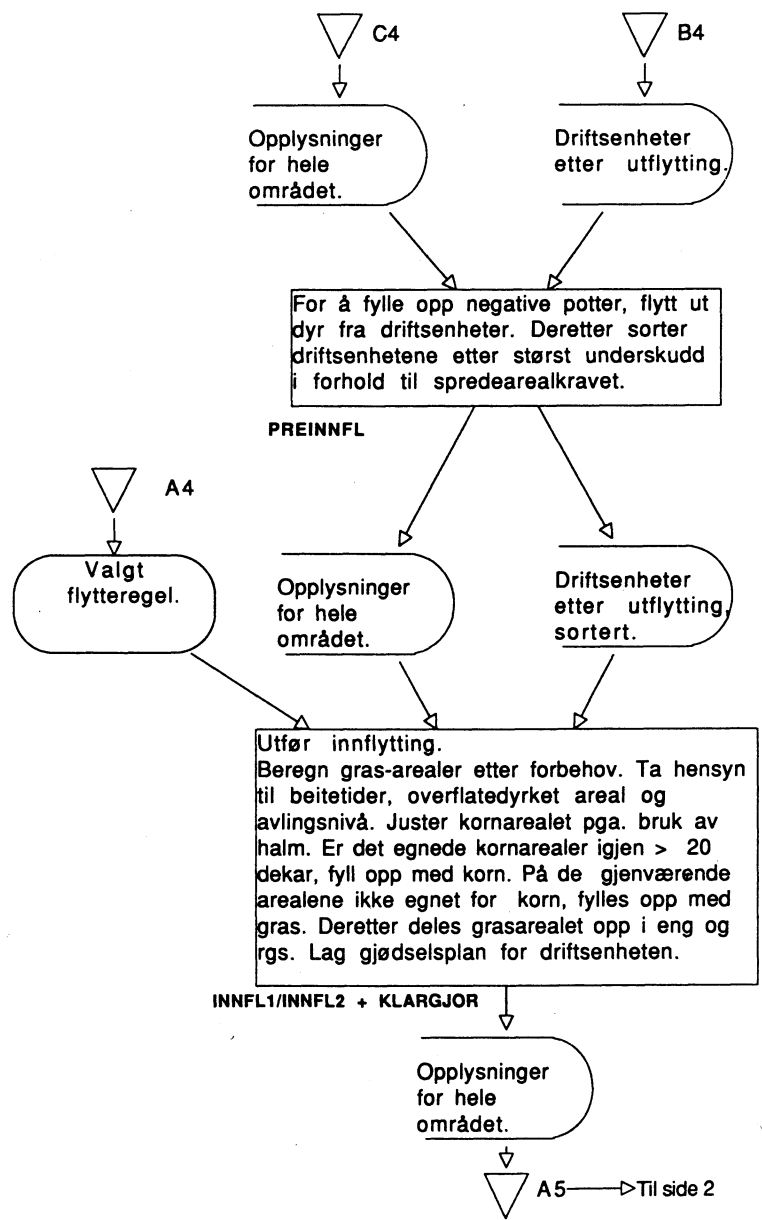 C4
B4
Opplysninger
for hele
området.
Driftsenheter
etter utflytting.
For å fylle opp negative potter, flytt ut
dyr fra driftsenheter. Deretter sorter
driftsenhetene etter størst underskudd
i forhold til spredearealkravet.
PREINNFL
A4
Valgt
flytteregel.
Opplysninger
for hele
området.
Driftsenheter
etter utflytting,
sortert.
Utfør innflytting.
Beregn gras-arealer etter forbehov. Ta hensyn
til beitetider, overflatedyrket areal og
avlingsnivå. Juster kornarealet pga. bruk av
halm. Er det egnede kornarealer igjen > 20
dekar, fyll opp med korn. På de gjenværende
arealene ikke egnet for korn, fylles opp med
gras. Deretter deles grasarealet opp i eng og
rgs. Lag gjødselsplan for driftsenheten.
INNFL1/INNFL2 + KLARGJOR
Opplysninger
for hele
området.
A5 Til side 2